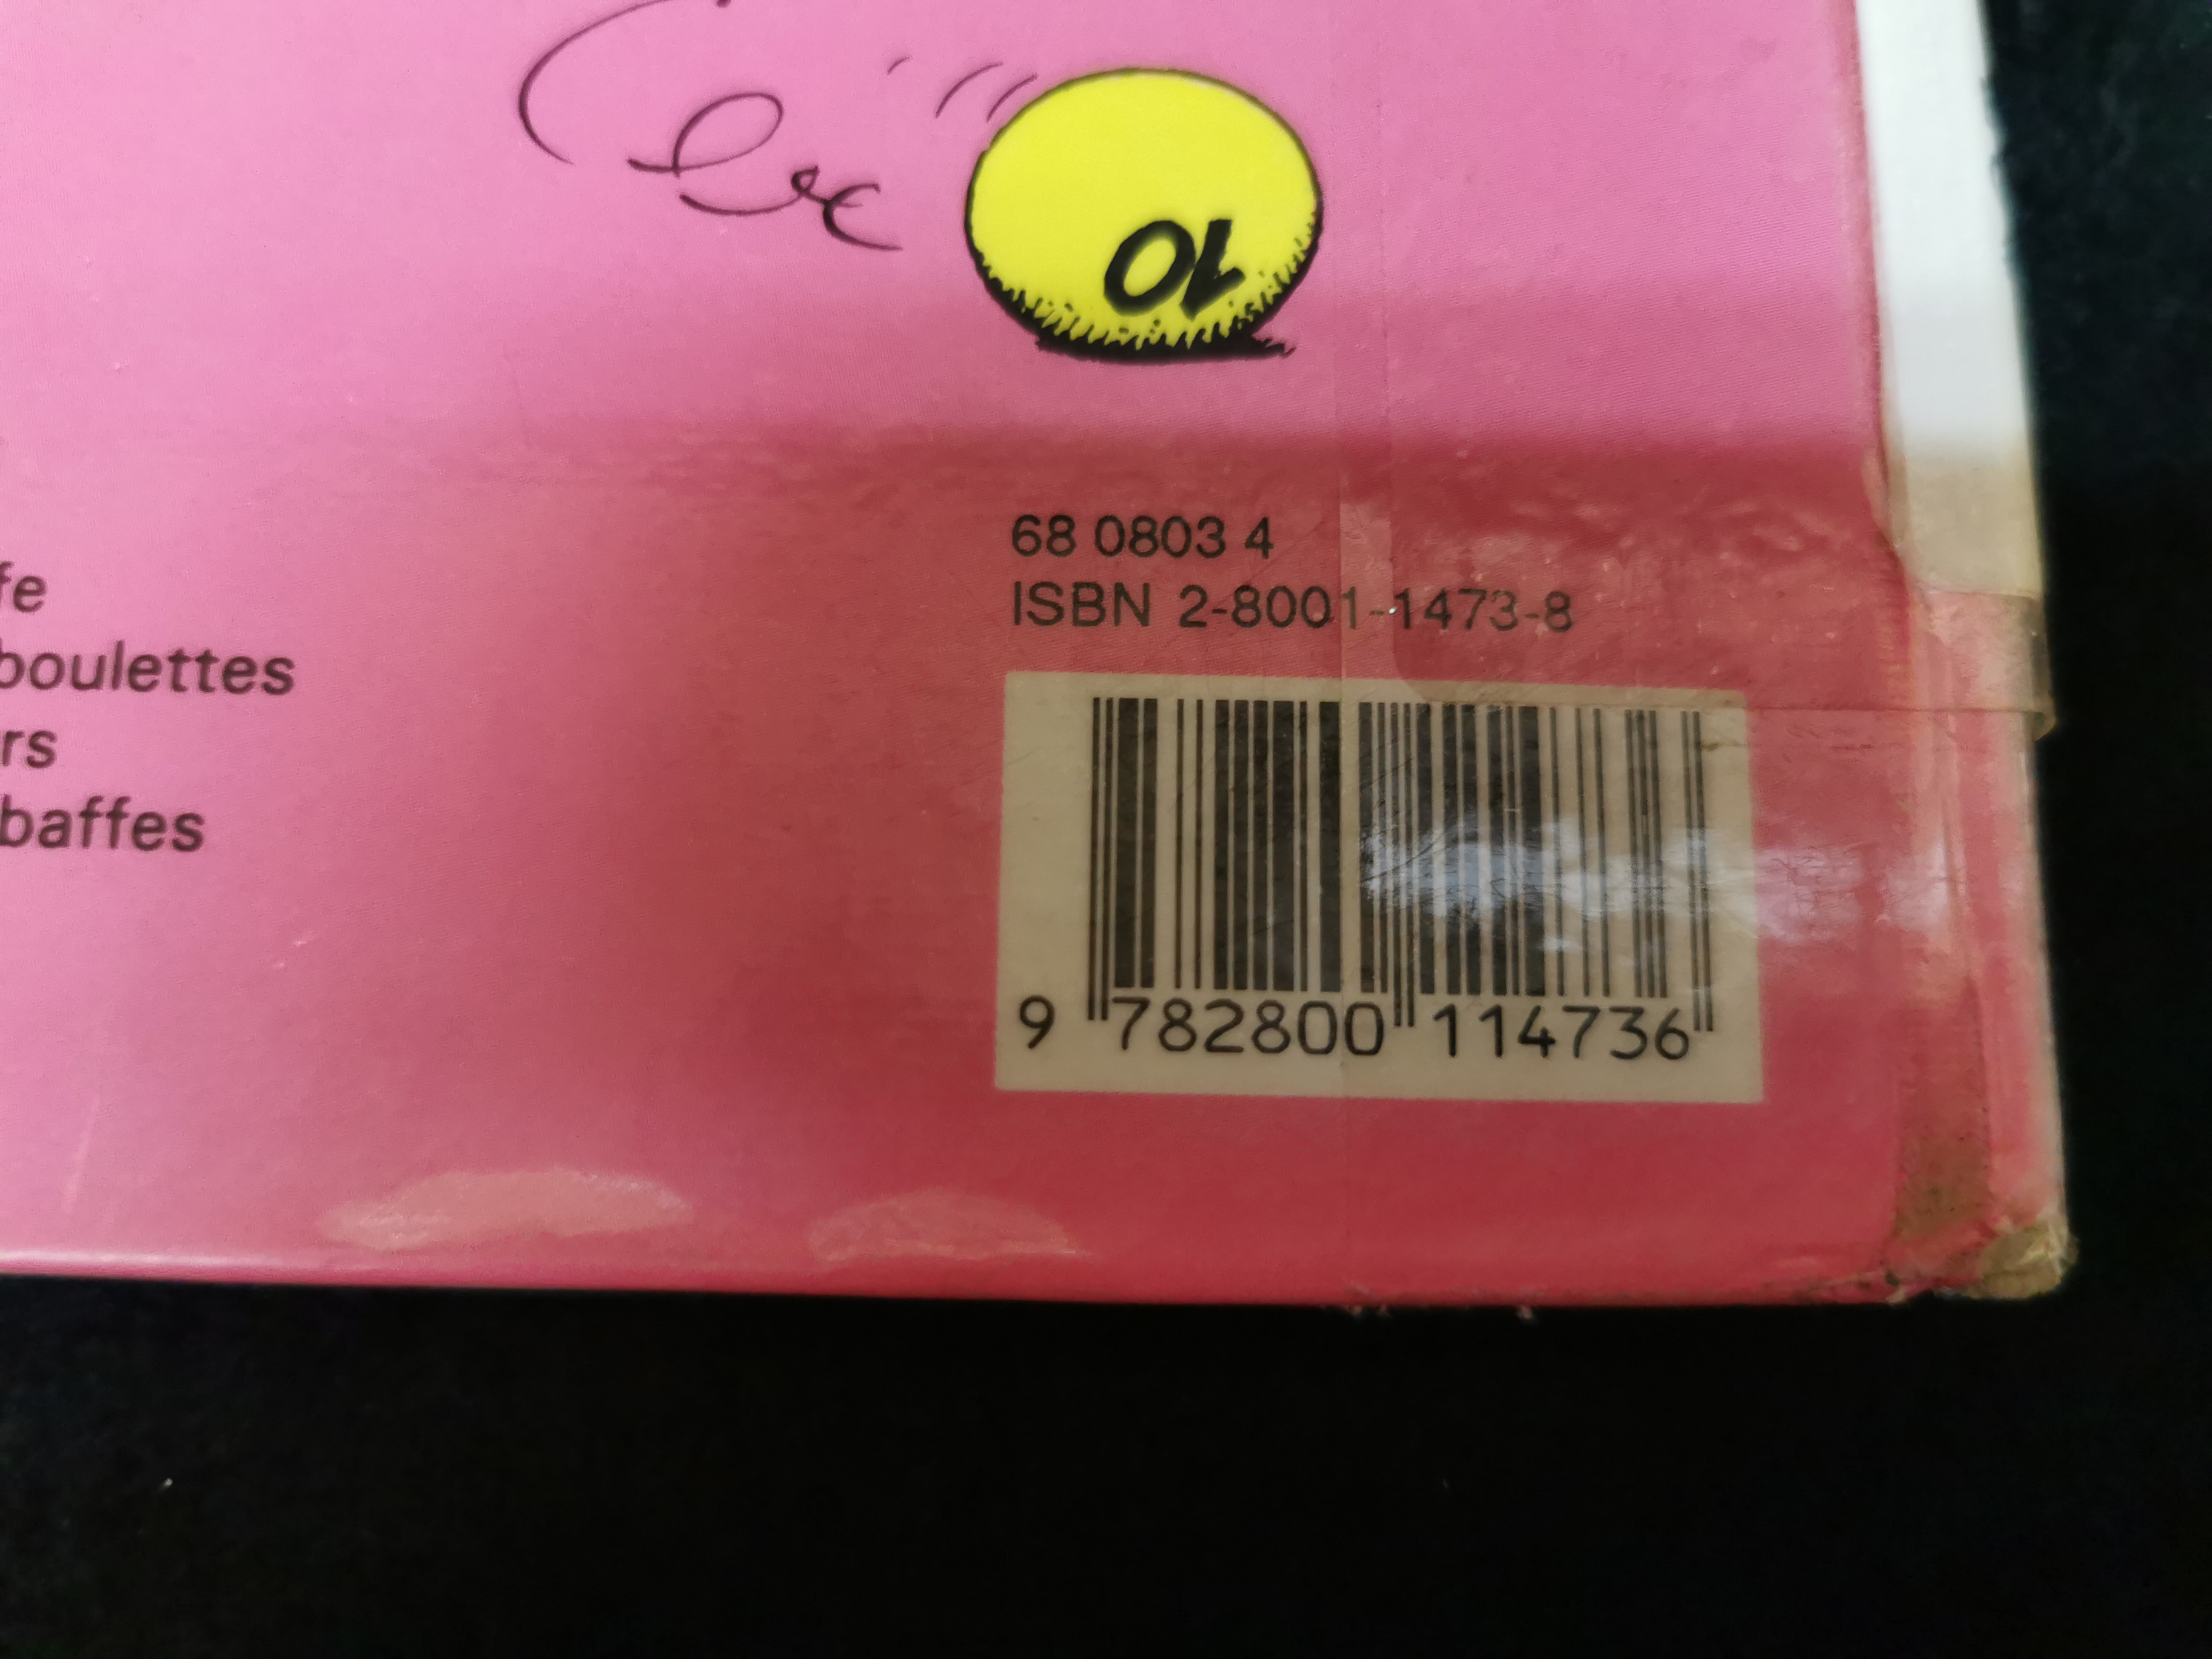 10
68 0803 4
ISBN 2-8001-1473-8
fe
boulettes
rs
baffes
9 782800 114736